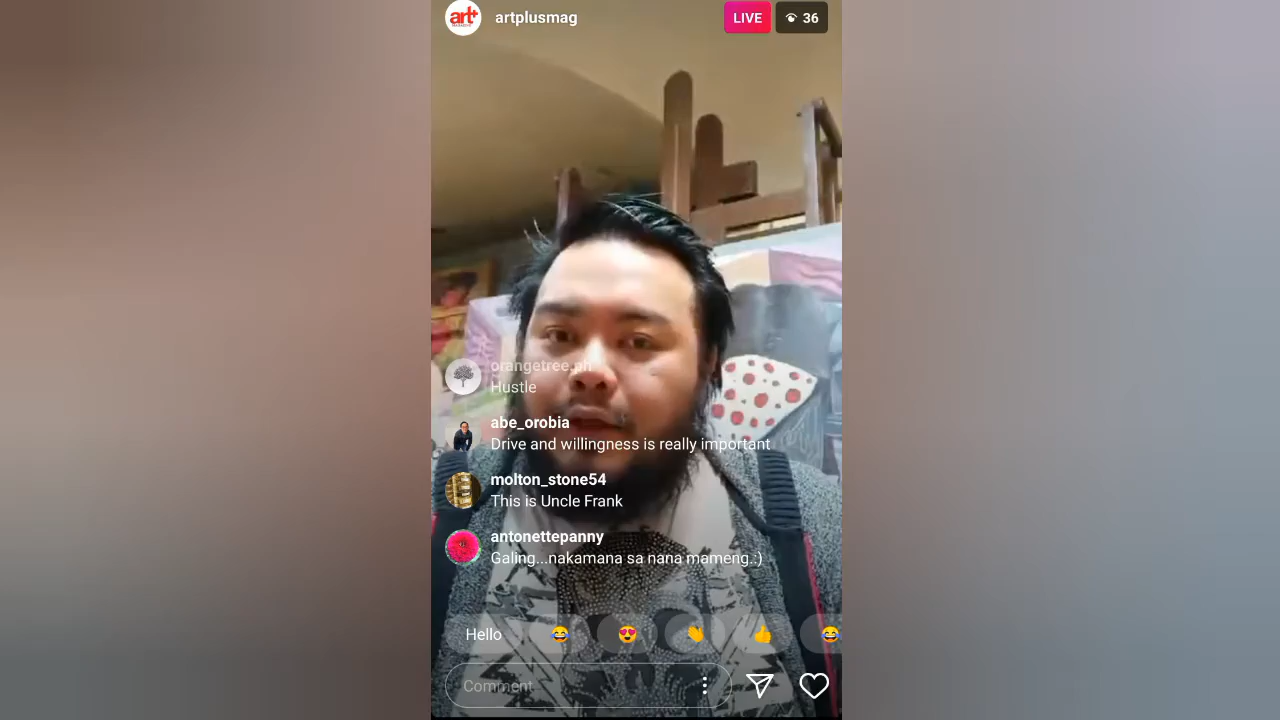 art+
artplusmag
LIVE
36
orangetree.ph
Hustle
abe_orobia
Drive and willingness is really important
molton_stone54
This is Uncle Frank
antonettepanny
Galing...nakamana sa nana mameng.:)
Hello
Comment